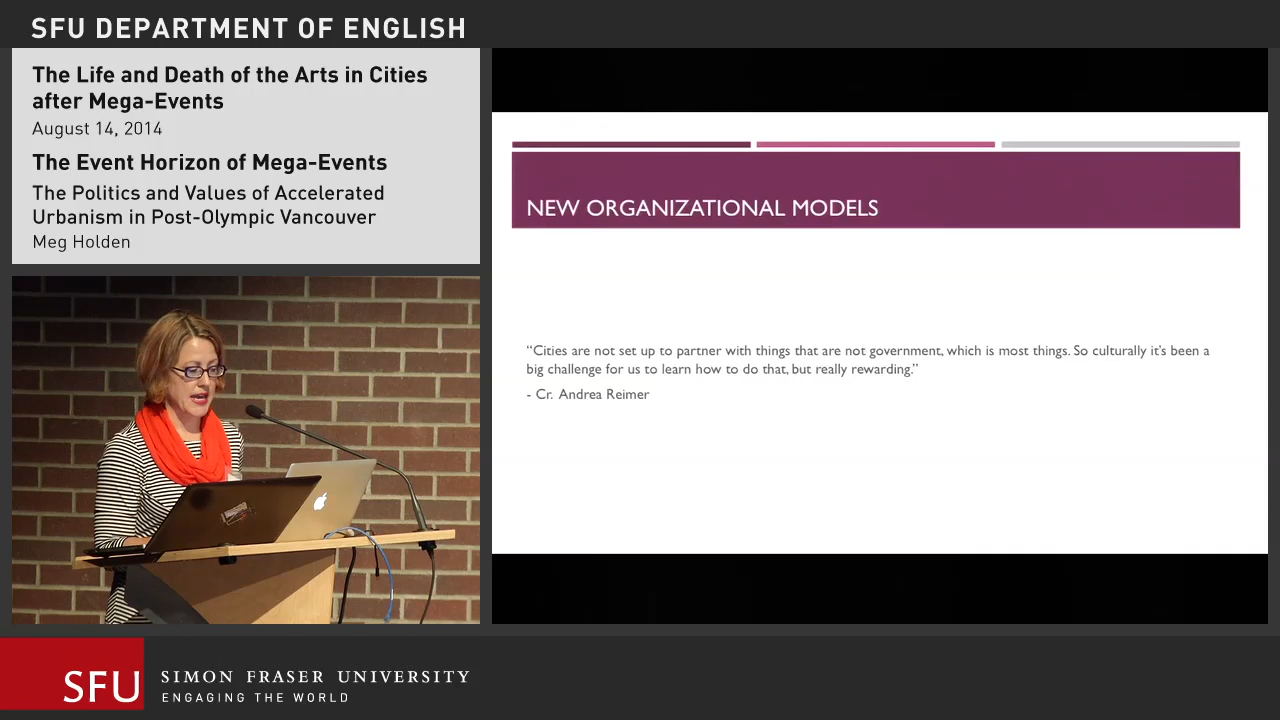 SFU DEPARTMENT OF ENGLISH
The Life and Death of the Arts in Cities
after Mega-Events
August 14, 2014
The Event Horizon of Mega-Events
The Politics and Values of Accelerated
Urbanism in Post-Olympic Vancouver
Meg Holden
NEW ORGANIZATIONAL MODELS
“Cities are not set up to partner with things that are not government, which is most things. So culturally it’s been a
big challenge for us to learn how to do that, but really rewarding.”
- Cr. Andrea Reimer
SFU
SIMON FRASER UNIVERSITY
ENGAGING THE WORLD